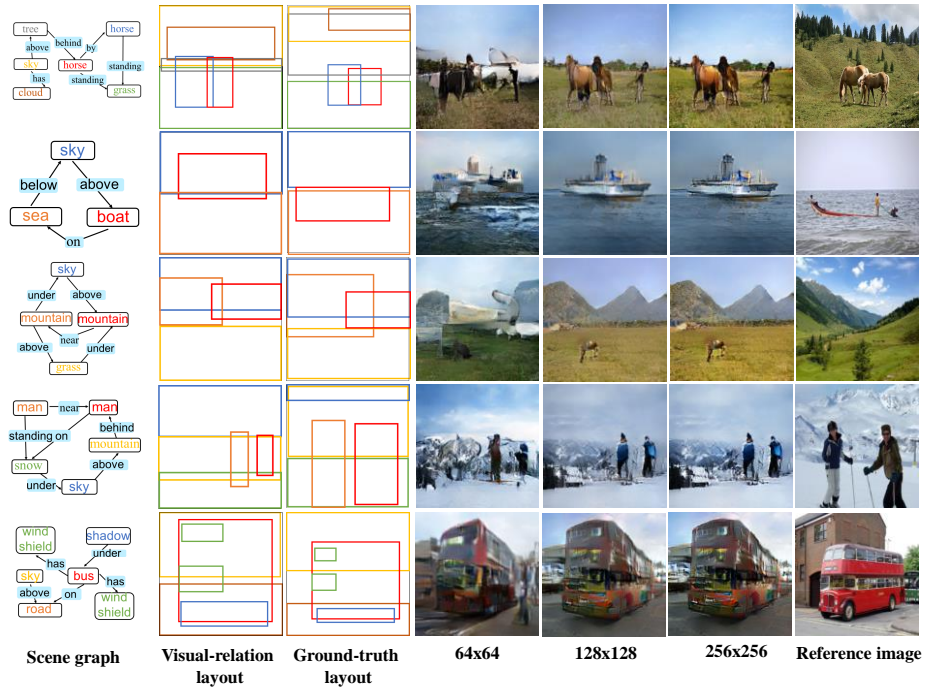 tree
horse
behind
by
above
sky
horse
standing
has
standing
cloud
grass
sky
below
above
sea
boat
on
sky
under
above
mountain
mountain
near
above
under
grass
man
near
man
standing on
behind
mountain
snow
above
under
sky
wind
shield
shadow
under
has
sky
bus
has
above
on
road
wind
shield
Scene graph
Visual-relation
layout
Ground-truth
layout
64x64
128x128
256x256
Reference image